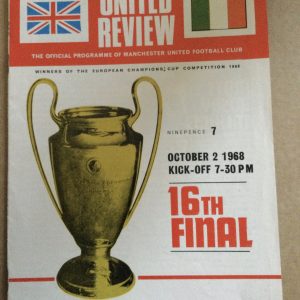 UNITED
REVIEW
THE OFFICIAL PROGRAMME OF MANCHESTER UNITED FOOTBALL CLUB
WINNERS OF THE EUROPEAN CHAMPIONS' CUP COMPETITION 1968
NINEPENCE 7
OCTOBER 2 1968
KICK-OFF 7-30 PM
16TH
FINAL